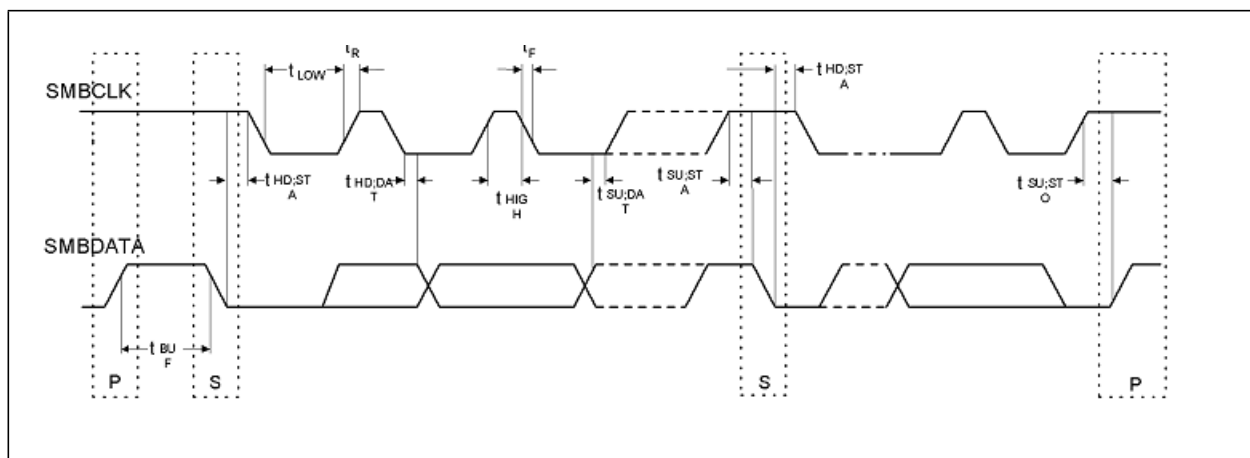 t R
t F
t LOW
t HD;ST
A
SMBCLK
t HD;ST
A
t HD;DA
T
t HIG
H
t SU;DA
T
t SU;ST
A
t SU;ST
O
SMBDATA
t BU
F
P
S
S
P